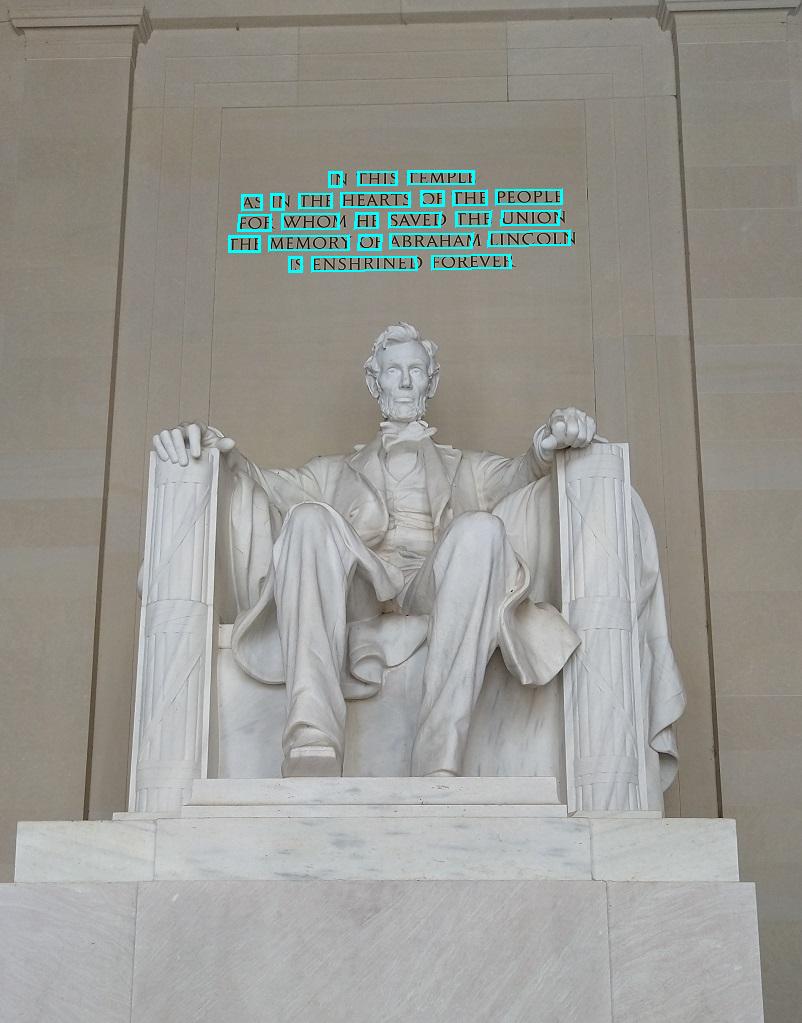 IN THIS TEMPLE
AS IN THE HEARTS OF THE PEOPLE
FOR WHOM HE SAVED THE UNION
THE MEMORY OF ABRAHAM LINCOLN
IS ENSHRINED FOREVER